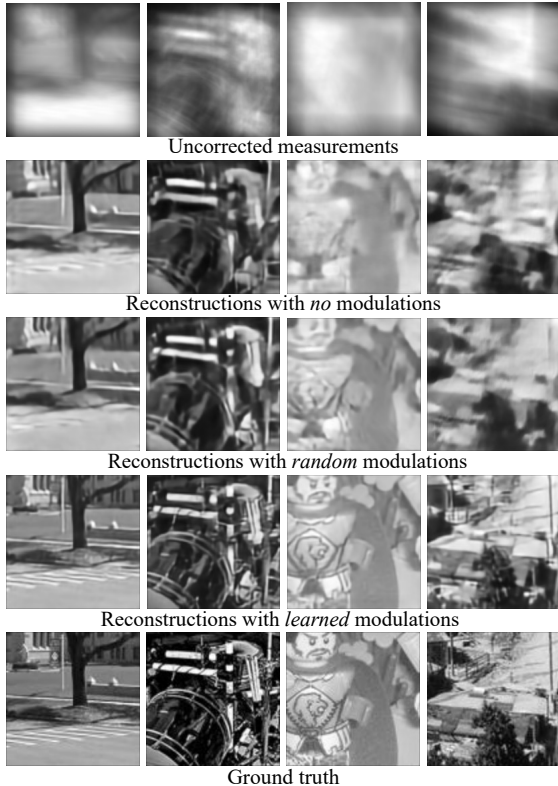 Uncorrected measurements
Reconstructions with no modulations
Reconstructions with random modulations
Reconstructions with learned modulations
Ground truth